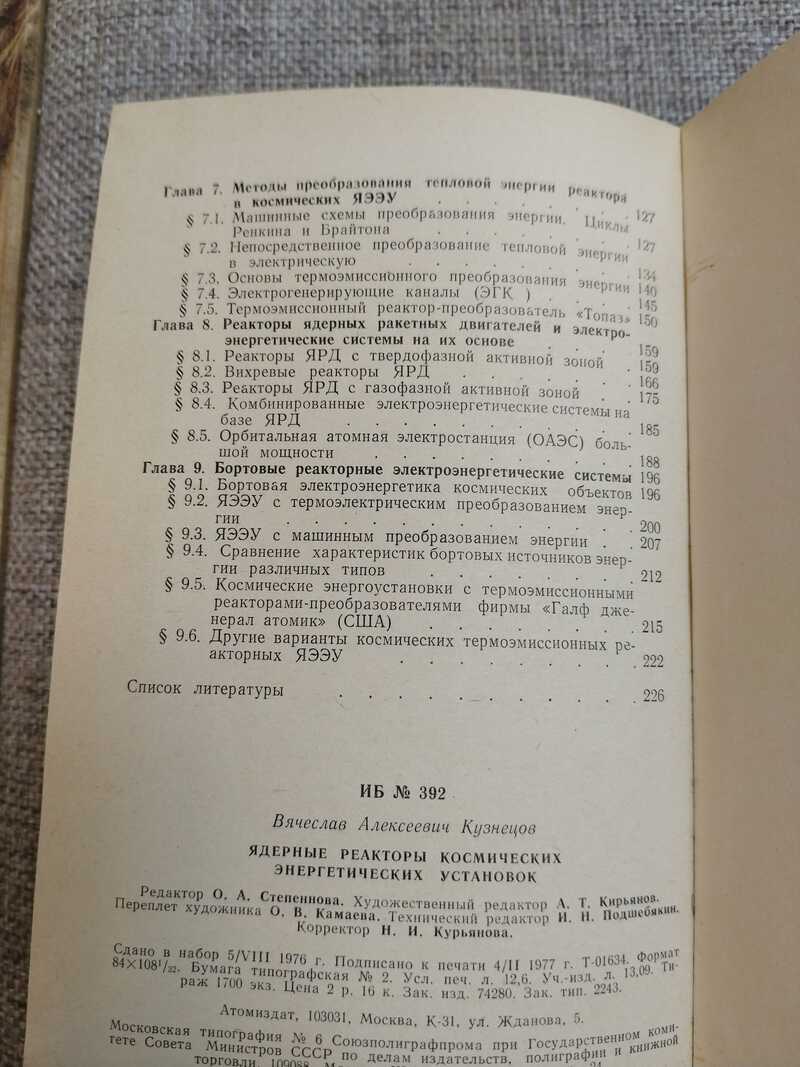 Глава 7. Методы преобразования тепловой энергии реактора
в космических ЯЭЭУ . . . . . 127
§ 7.1. Машинные схемы преобразования энергии. Циклы
Ренкина и Брайтона . . . . . 127
§ 7.2. Непосредственное преобразование тепловой энергии
в электрическую . . . . . 134
§ 7.3. Основы термоэмиссионного преобразования энергии 140
§ 7.4. Электрогенерирующие каналы (ЭГК ) . . . 145
§ 7.5. Термоэмиссионный реактор-преобразователь «Топаз» 150
Глава 8. Реакторы ядерных ракетных двигателей и электро-
энергетические системы на их основе . . . 159
§ 8.1. Реакторы ЯРД с твердофазной активной зоной . 159
§ 8.2. Вихревые реакторы ЯРД . . . . . 166
§ 8.3. Реакторы ЯРД с газофазной активной зоной . . 175
§ 8.4. Комбинированные электроэнергетические системы на
базе ЯРД . . . . . . . . 185
§ 8.5. Орбитальная атомная электростанция (ОАЭС) боль-
шой мощности . . . . . . . 188
Глава 9. Бортовые реакторные электроэнергетические системы 196
§ 9.1. Бортовая электроэнергетика космических объектов 196
§ 9.2. ЯЭЭУ с термоэлектрическим преобразованием энер-
гии . . . . . . . . . . 200
§ 9.3. ЯЭЭУ с машинным преобразованием энергии . . 207
§ 9.4. Сравнение характеристик бортовых источников энер-
гии различных типов . . . . . . 212
§ 9.5. Космические энергоустановки с термоэмиссионными
реакторами-преобразователями фирмы «Галф дже-
нерал атомик» (США) . . . . . . 215
§ 9.6. Другие варианты космических термоэмиссионных ре-
акторных ЯЭЭУ . . . . . . . 222
Список литературы . . . . . . . . . 226
ИБ № 392
Вячеслав Алексеевич Кузнецов
ЯДЕРНЫЕ РЕАКТОРЫ КОСМИЧЕСКИХ
ЭНЕРГЕТИЧЕСКИХ УСТАНОВОК
Редактор О. А. Степеннова. Художественный редактор А. Т. Кирьянов.
Переплет художника О. В. Камаева. Технический редактор И. Н. Подшебякин.
Корректор Н. И. Курьянова.
Сдано в набор 5/VIII 1976 г. Подписано к печати 4/II 1977 г. Т-01634. Формат
84×108¹/₃₂. Бумага типографская № 2. Усл. печ. л. 12,6. Уч.-изд. л. 13,09. Ти-
раж 1700 экз. Цена 2 р. 16 к. Зак. изд. 74280. Зак. тип. 2243.
Атомиздат, 103031, Москва, К-31, ул. Жданова, 5.
Московская типография № 6 Союзполиграфпрома при Государственном коми-
тете Совета Министров СССР по делам издательств, полиграфии и книжной
торговли. 109088